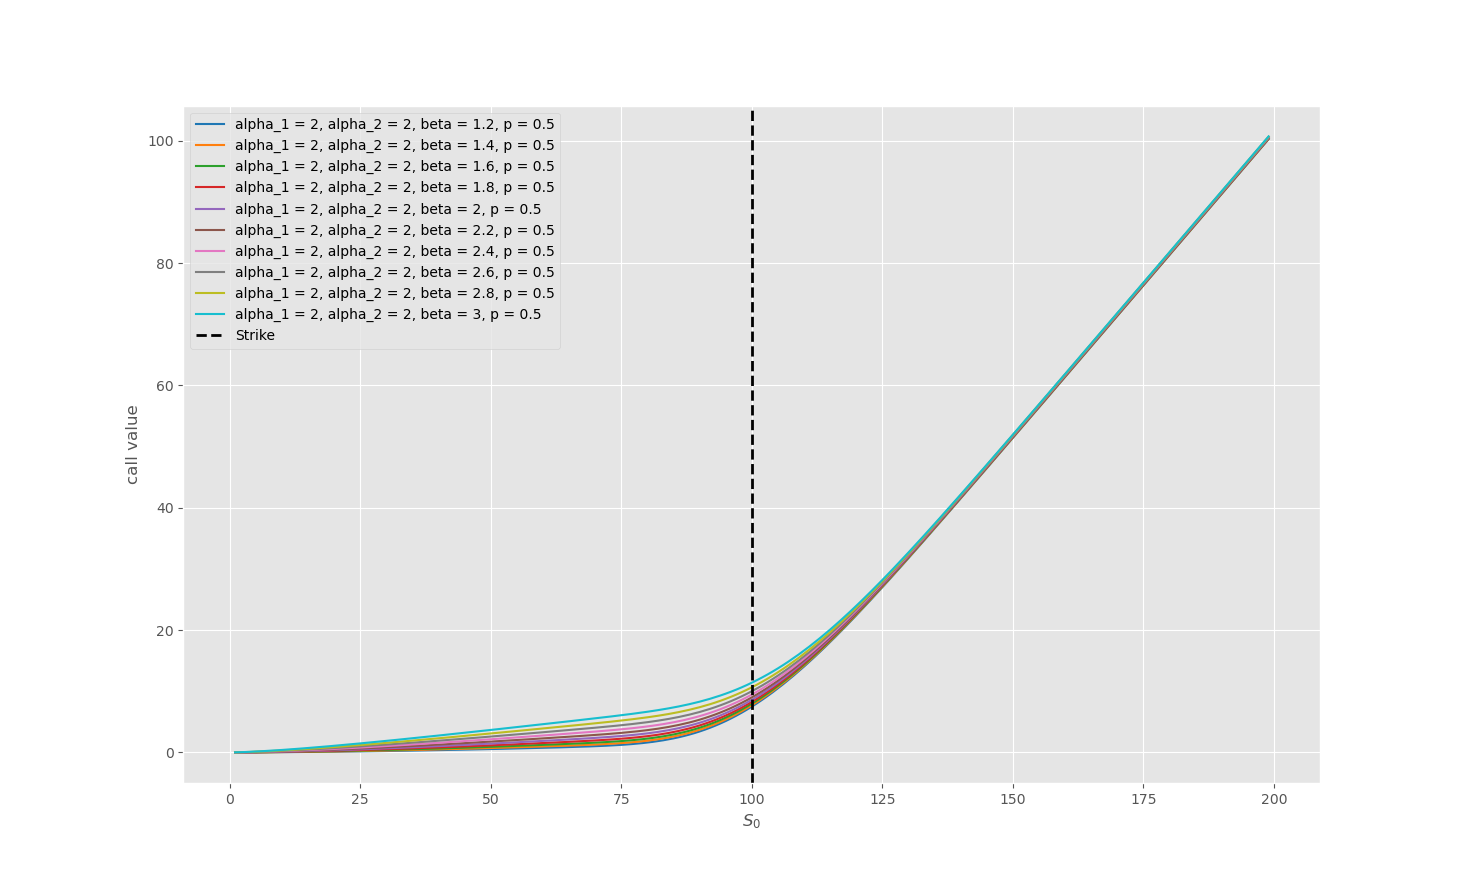 alpha_1 = 2, alpha_2 = 2, beta = 1.2, p = 0.5
alpha_1 = 2, alpha_2 = 2, beta = 1.4, p = 0.5
alpha_1 = 2, alpha_2 = 2, beta = 1.6, p = 0.5
alpha_1 = 2, alpha_2 = 2, beta = 1.8, p = 0.5
alpha_1 = 2, alpha_2 = 2, beta = 2, p = 0.5
alpha_1 = 2, alpha_2 = 2, beta = 2.2, p = 0.5
alpha_1 = 2, alpha_2 = 2, beta = 2.4, p = 0.5
alpha_1 = 2, alpha_2 = 2, beta = 2.6, p = 0.5
alpha_1 = 2, alpha_2 = 2, beta = 2.8, p = 0.5
alpha_1 = 2, alpha_2 = 2, beta = 3, p = 0.5
Strike
100
80
60
40
20
0
call value
0 25 50 75 100 125 150 175 200
S₀